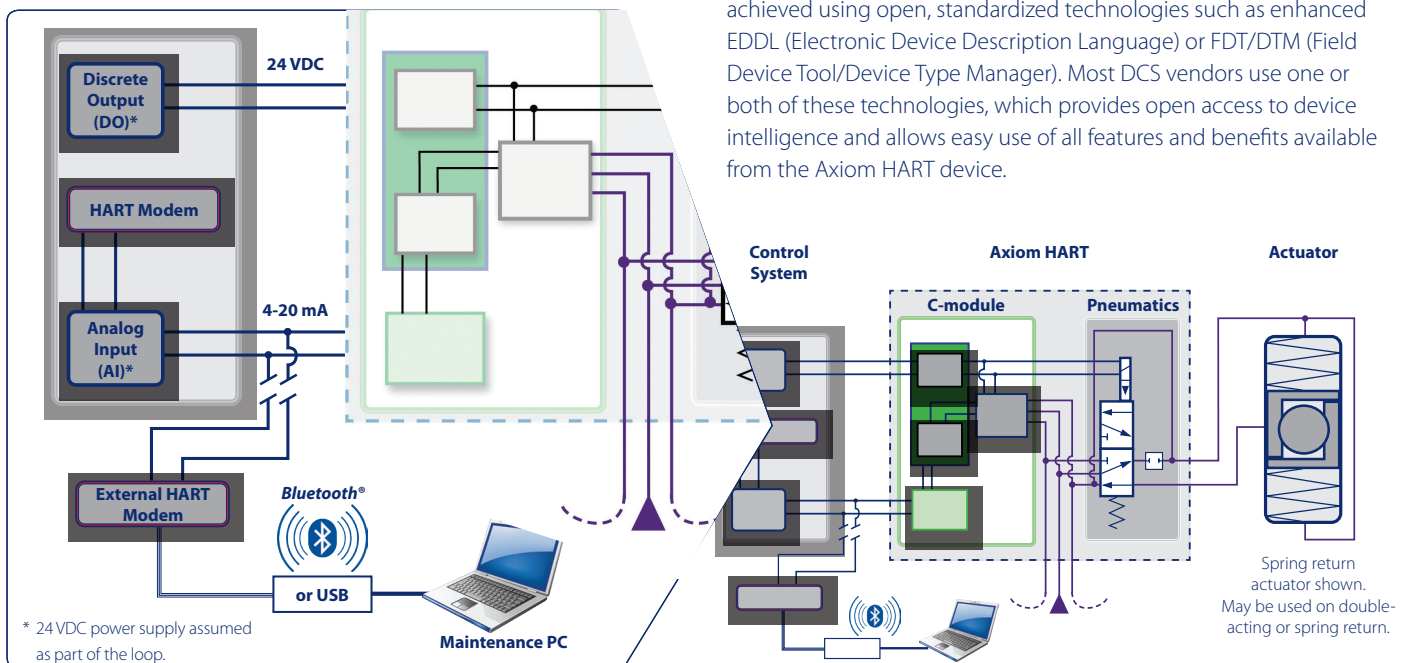 achieved using open, standardized technologies such as enhanced
EDDL (Electronic Device Description Language) or FDT/DTM (Field
Device Tool/Device Type Manager). Most DCS vendors use one or
both of these technologies, which provides open access to device
intelligence and allows easy use of all features and benefits available
from the Axiom HART device.
24 VDC
Discrete
Output
(DO)*
HART Modem
4-20 mA
Analog
Input
(AI)*
External HART
Modem
Bluetooth®
or USB
Maintenance PC
* 24 VDC power supply assumed
as part of the loop.
Control
System
Axiom HART
Actuator
C-module
Pneumatics
Spring return
actuator shown.
May be used on double-
acting or spring return.